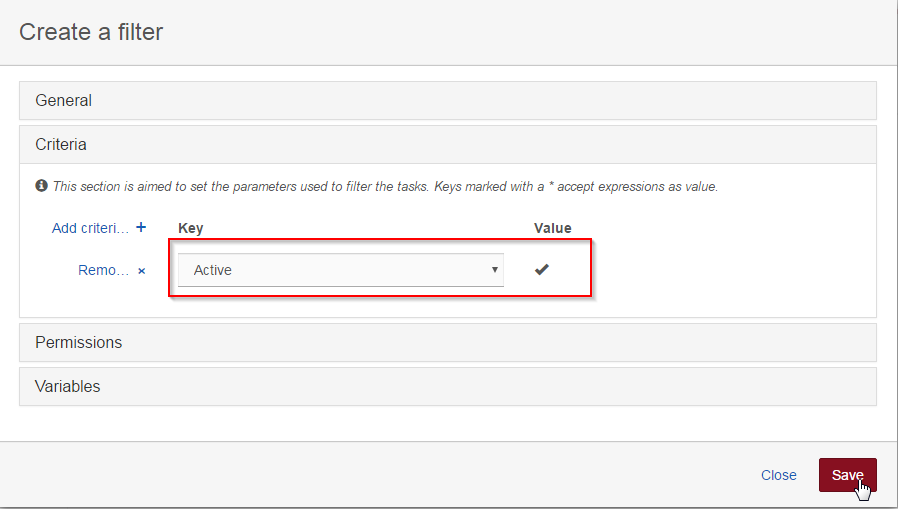 Create a filter
General
Criteria
This section is aimed to set the parameters used to filter the tasks. Keys marked with a * accept expressions as value.
Add criteri... + Key Value
Remo... × Active
Permissions
Variables
Close Save